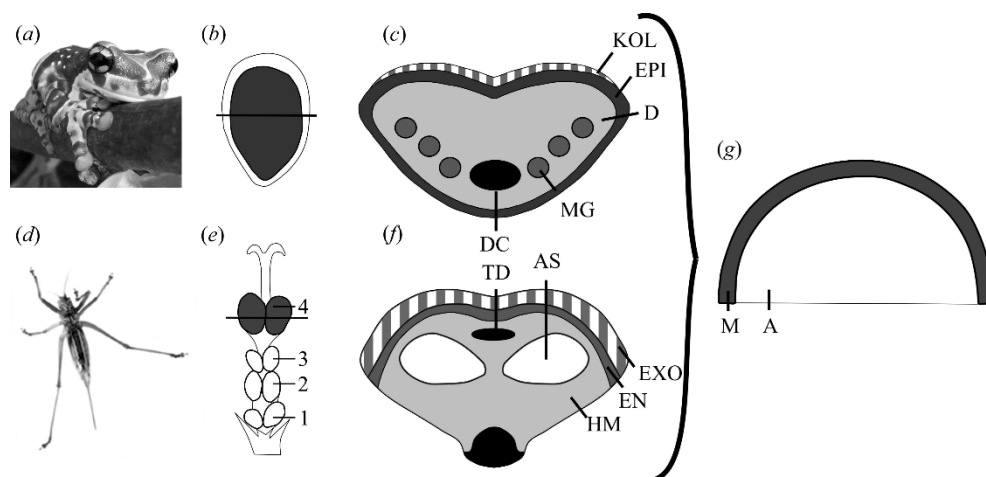 (a)
(b)
(c)
KOL
EPI
D
MG
DC
(d)
(e)
4
3
2
1
(f)
TD
AS
EXO
EN
HM
(g)
M
A